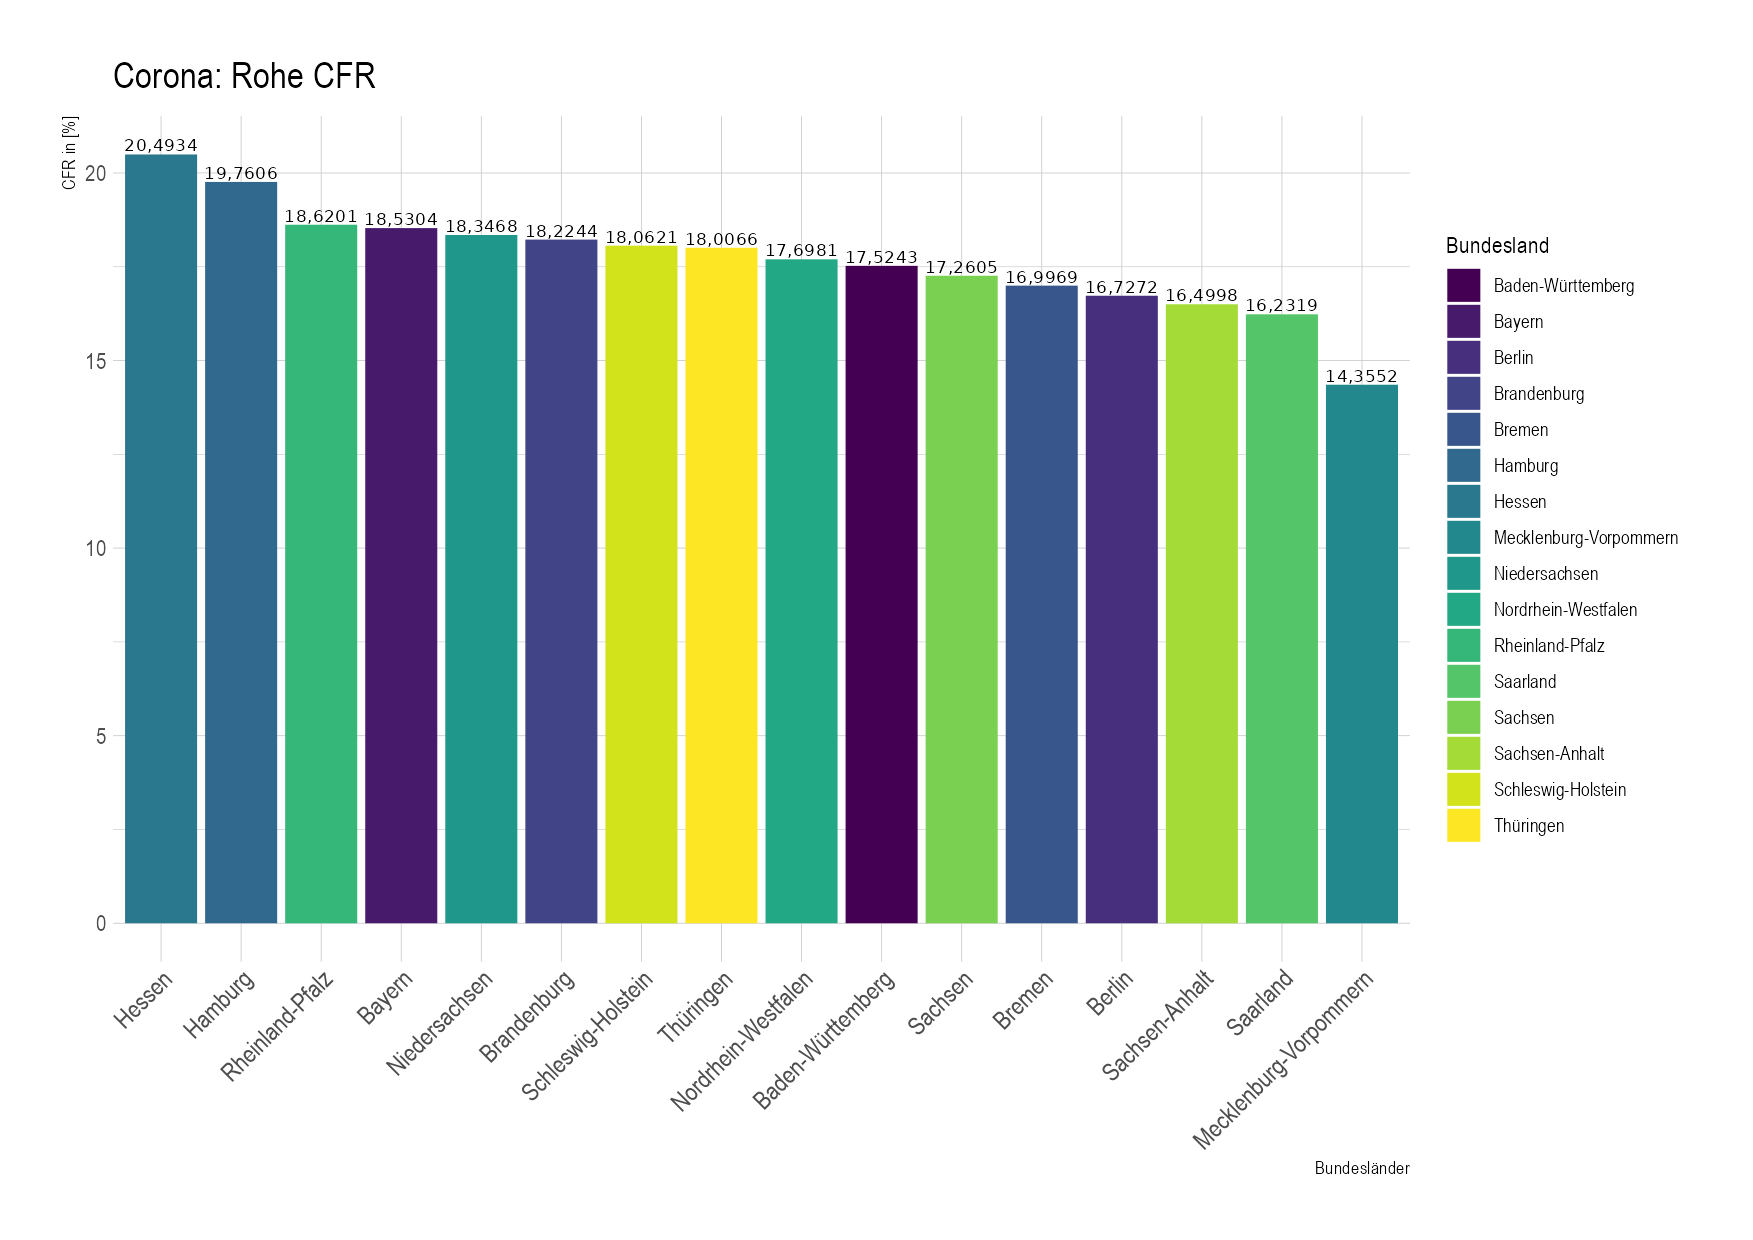 Corona: Rohe CFR
CFR in [%]
20
15
10
5
0
20,4934
19,7606
18,6201
18,5304
18,3468
18,2244
18,0621
18,0066
17,6981
17,5243
17,2605
16,9969
16,7272
16,4998
16,2319
14,3552
Hessen
Hamburg
Rheinland-Pfalz
Bayern
Niedersachsen
Brandenburg
Schleswig-Holstein
Thüringen
Nordrhein-Westfalen
Baden-Württemberg
Sachsen
Bremen
Berlin
Sachsen-Anhalt
Saarland
Mecklenburg-Vorpommern
Bundesländer
Bundesland
Baden-Württemberg
Bayern
Berlin
Brandenburg
Bremen
Hamburg
Hessen
Mecklenburg-Vorpommern
Niedersachsen
Nordrhein-Westfalen
Rheinland-Pfalz
Saarland
Sachsen
Sachsen-Anhalt
Schleswig-Holstein
Thüringen